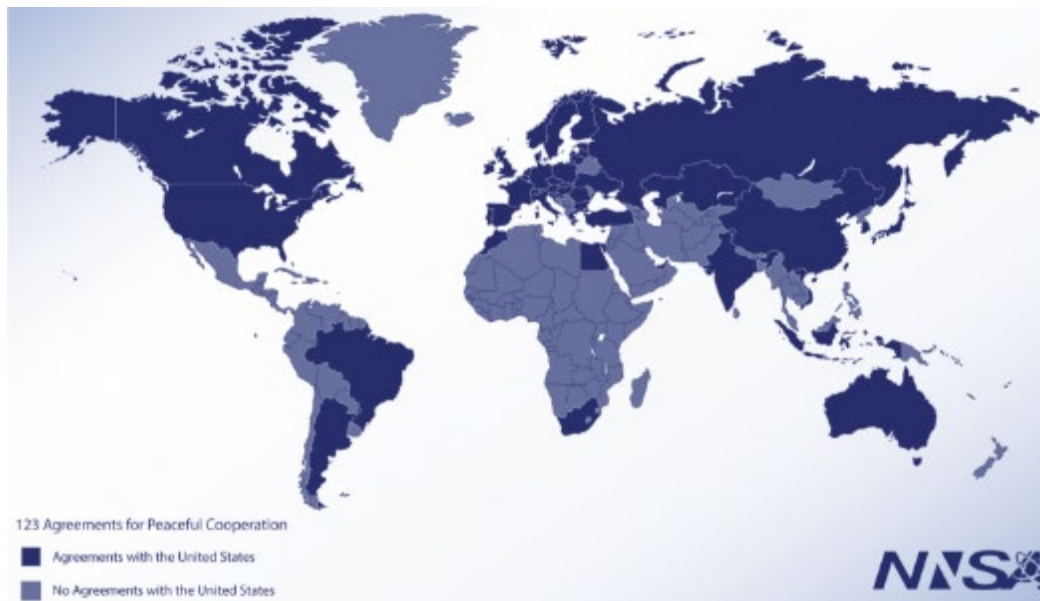 123 Agreements for Peaceful Cooperation
Agreements with the United States
No Agreements with the United States
NNSA